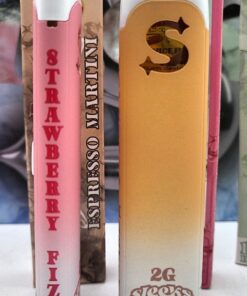 STRAWBERRY FIZ
ESPRESSO MARTINI
S
2G